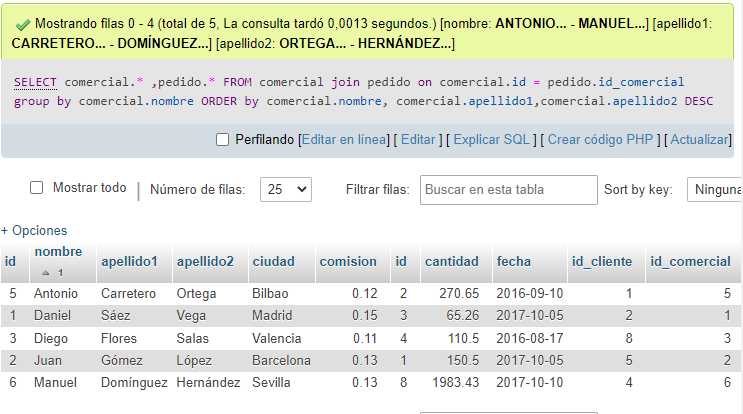 Mostrando filas 0 - 4 (total de 5, La consulta tardó 0,0013 segundos.) [nombre: ANTONIO... - MANUEL...] [apellido1:
CARRETERO... - DOMÍNGUEZ...] [apellido2: ORTEGA... - HERNÁNDEZ...]
SELECT comercial.* ,pedido.* FROM comercial join pedido on comercial.id = pedido.id_comercial
group by comercial.nombre ORDER by comercial.nombre, comercial.apellido1,comercial.apellido2 DESC
Perfilando [Editar en línea] [ Editar ] [ Explicar SQL ] [ Crear código PHP ] [ Actualizar]
Mostrar todo | Número de filas: 25 Filtrar filas: Buscar en esta tabla Sort by key: Ninguna
+ Opciones
id nombre 1 apellido1 apellido2 ciudad comision id cantidad fecha id_cliente id_comercial
5 Antonio Carretero Ortega Bilbao 0.12 2 270.65 2016-09-10 1 5
1 Daniel Sáez Vega Madrid 0.15 3 65.26 2017-10-05 2 1
3 Diego Flores Salas Valencia 0.11 4 110.5 2016-08-17 8 3
2 Juan Gómez López Barcelona 0.13 1 150.5 2017-10-05 5 2
6 Manuel Domínguez Hernández Sevilla 0.13 8 1983.43 2017-10-10 4 6